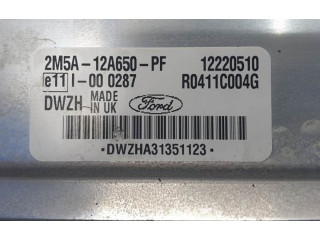 2M5A-12A650-PF 12220510
e11 I-00 0287 R0411C004G
DWZH MADE IN UK Ford
·DWZHA31351123·